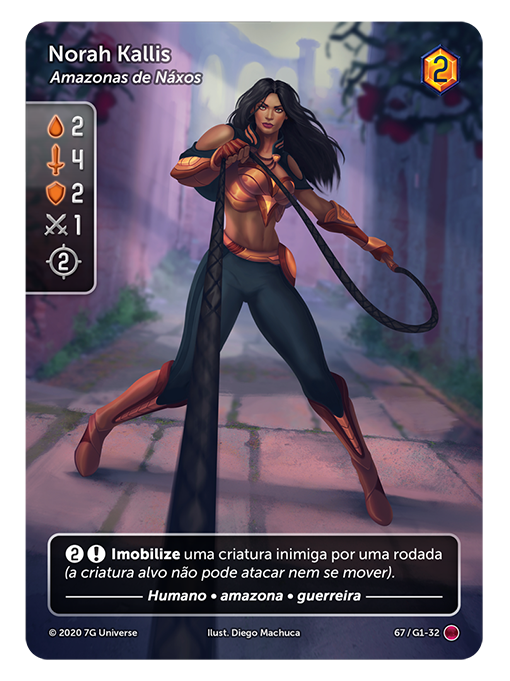 Norah Kallis
Amazonas de Náxos
2
2
4
2
1
2
2 ! Imobilize uma criatura inimiga por uma rodada
(a criatura alvo não pode atacar nem se mover).
Humano • amazona • guerreira
© 2020 7G Universe
Ilust. Diego Machuca
67 / G1-32